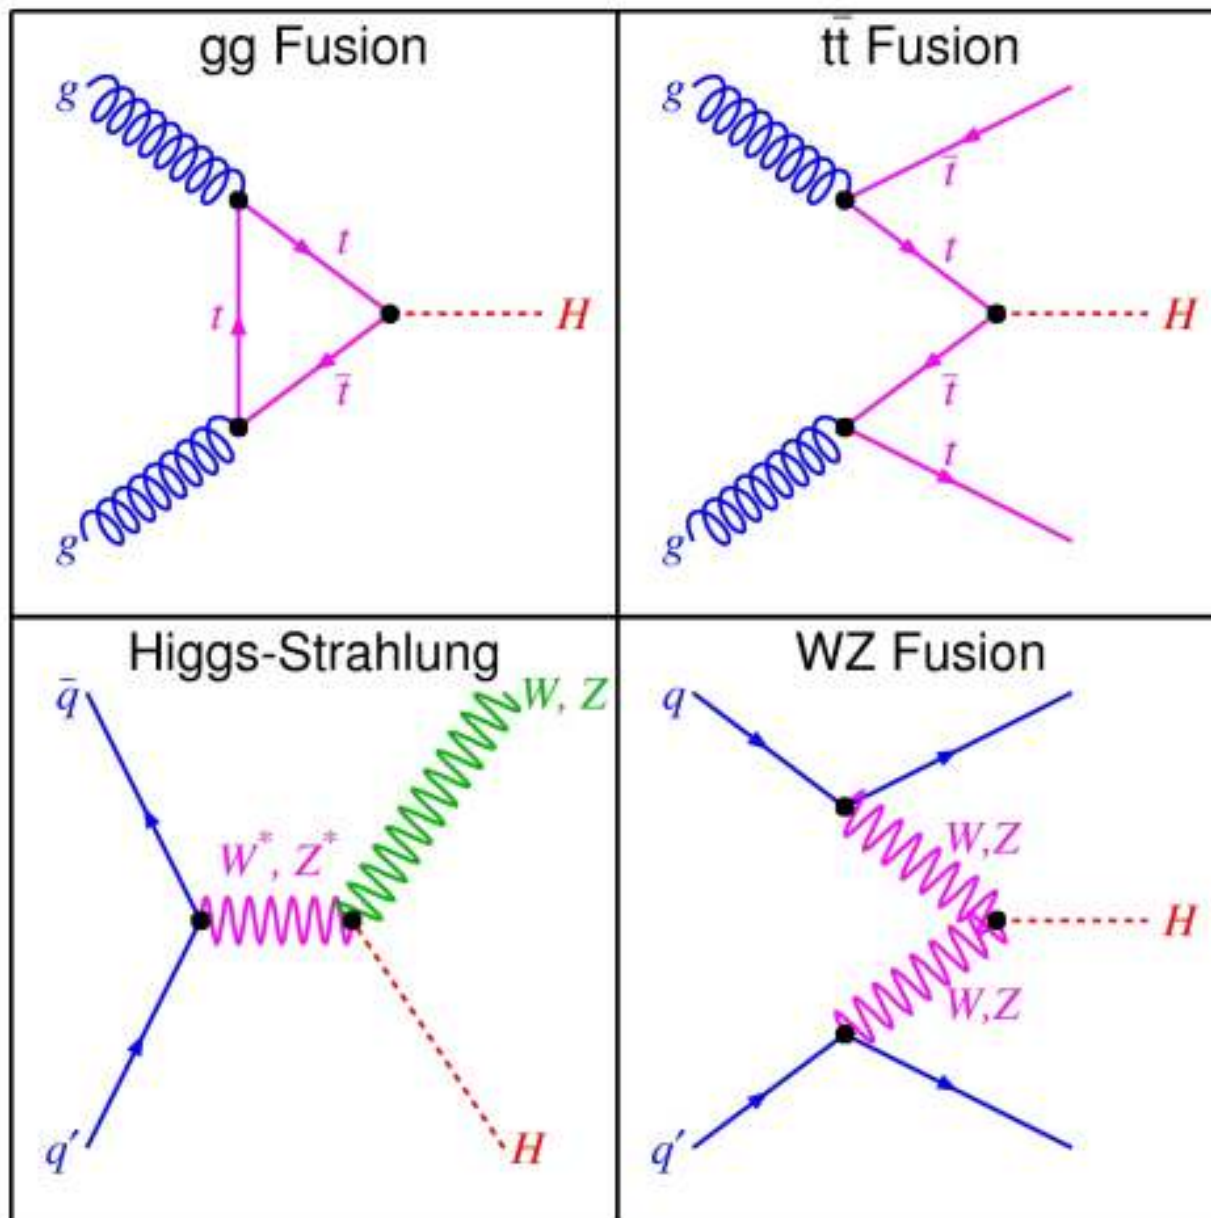 gg Fusion
g
t
t
H
t̄
g
tt̄ Fusion
g
t̄
t
H
t̄
t
g
Higgs-Strahlung
q̄
W, Z
W*, Z*
q′
H
WZ Fusion
q
W,Z
H
W,Z
q′